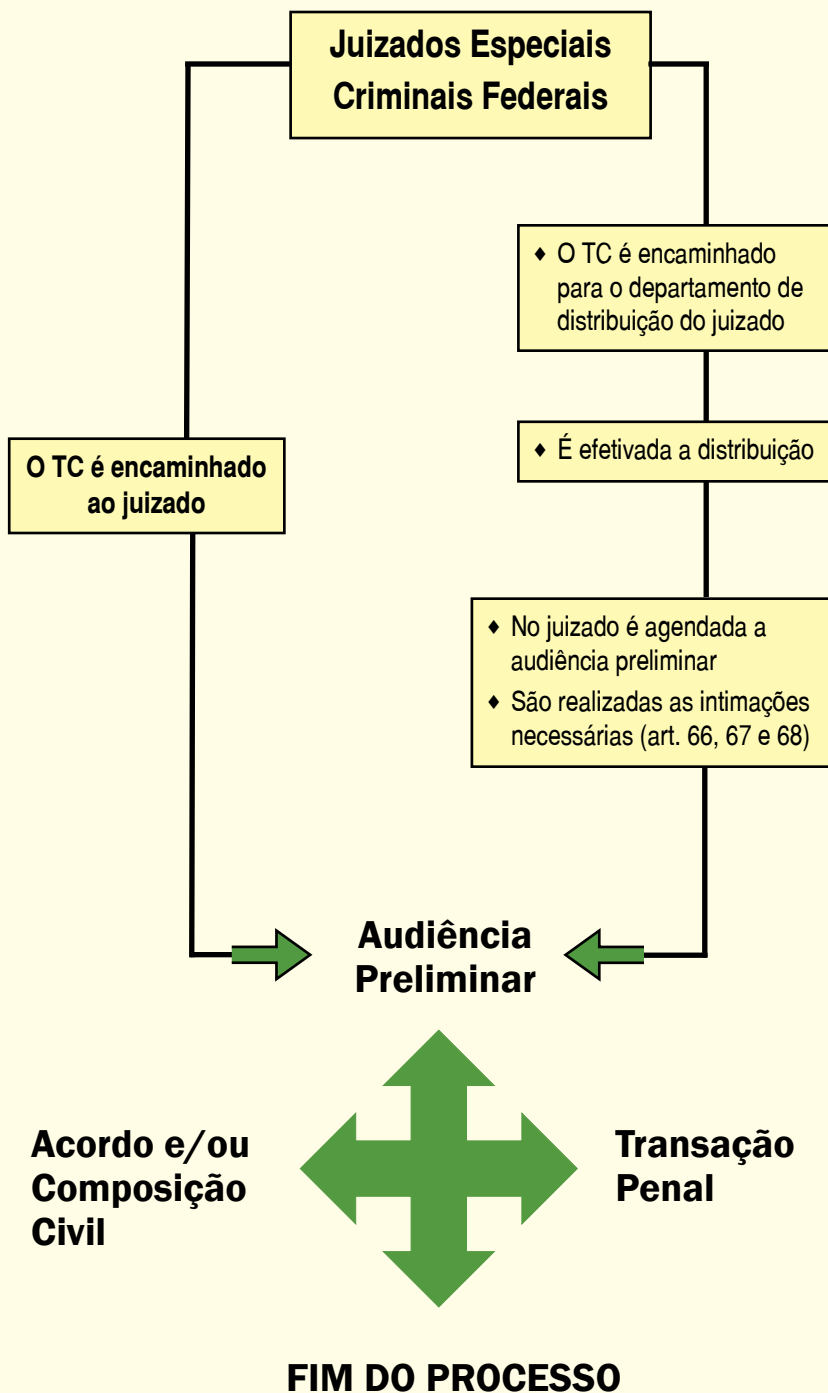 Juizados Especiais
Criminais Federais
♦ O TC é encaminhado
para o departamento de
distribuição do juizado
♦ É efetivada a distribuição
O TC é encaminhado
ao juizado
♦ No juizado é agendada a
audiência preliminar
♦ São realizadas as intimações
necessárias (art. 66, 67 e 68)
Audiência
Preliminar
Acordo e/ou
Composição
Civil
Transação
Penal
FIM DO PROCESSO